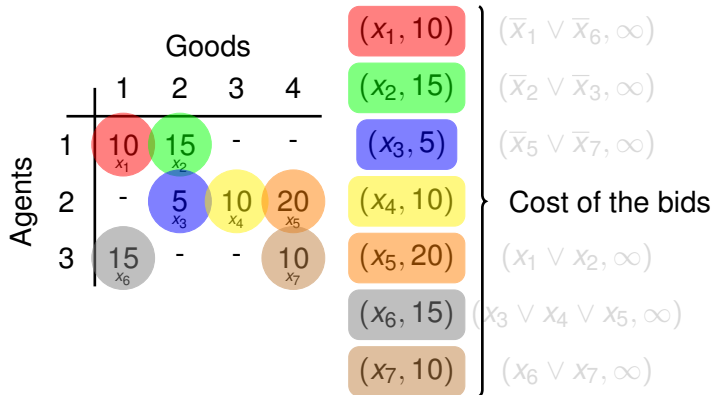 Goods
1 2 3 4
Agents
1 10 15 - -
x₁ x₂
2 - 5 10 20
x₃ x₄ x₅
3 15 - - 10
x₆ x₇
(x₁, 10) (x̅₁ ∨ x̅₆, ∞)
(x₂, 15) (x̅₂ ∨ x̅₃, ∞)
(x₃, 5) (x̅₅ ∨ x̅₇, ∞)
(x₄, 10) Cost of the bids
(x₅, 20) (x₁ ∨ x₂, ∞)
(x₆, 15) (x₃ ∨ x₄ ∨ x₅, ∞)
(x₇, 10) (x₆ ∨ x₇, ∞)